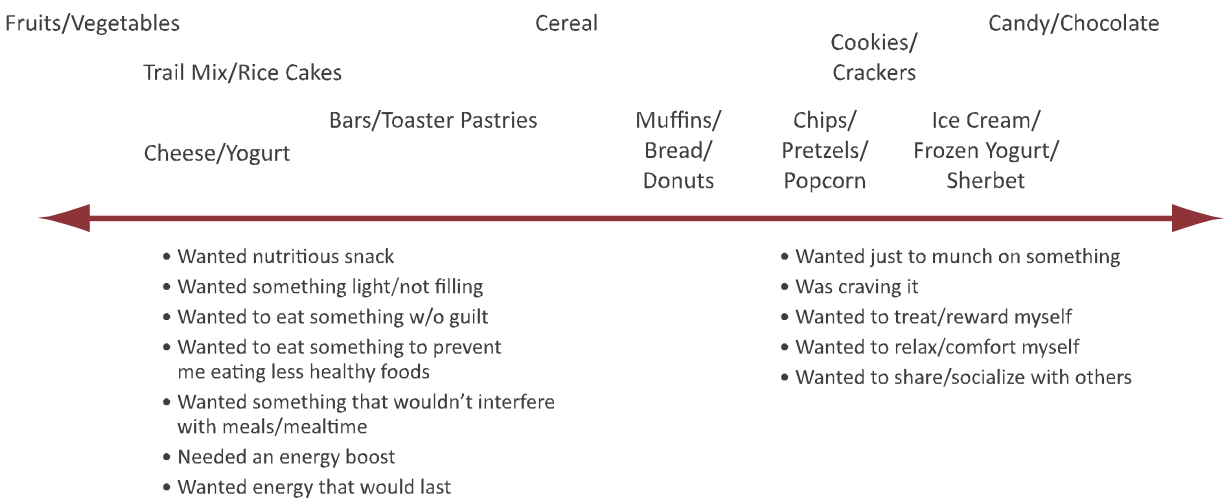 Fruits/Vegetables
Cereal
Candy/Chocolate
Cookies/
Crackers
Trail Mix/Rice Cakes
Bars/Toaster Pastries
Cheese/Yogurt
Muffins/
Bread/
Donuts
Chips/
Pretzels/
Popcorn
Ice Cream/
Frozen Yogurt/
Sherbet
• Wanted nutritious snack
• Wanted something light/not filling
• Wanted to eat something w/o guilt
• Wanted to eat something to prevent
me eating less healthy foods
• Wanted something that wouldn't interfere
with meals/mealtime
• Needed an energy boost
• Wanted energy that would last
• Wanted just to munch on something
• Was craving it
• Wanted to treat/reward myself
• Wanted to relax/comfort myself
• Wanted to share/socialize with others